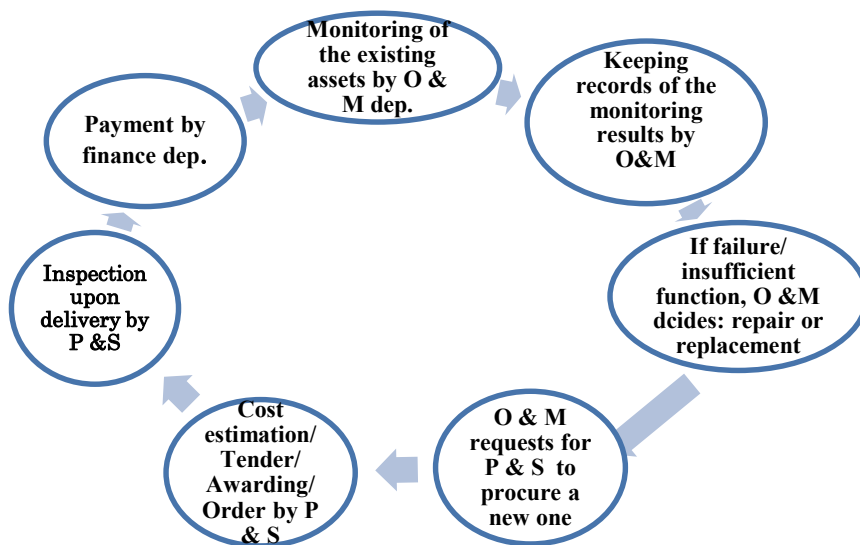 Monitoring of
the existing
assets by O &
M dep.
Keeping
records of the
monitoring
results by
O&M
If failure/
insufficient
function, O &M
dcides: repair or
replacement
O & M
requests for
P & S to
procure a
new one
Cost
estimation/
Tender/
Awarding/
Order by P
& S
Inspection
upon
delivery by
P &S
Payment by
finance dep.